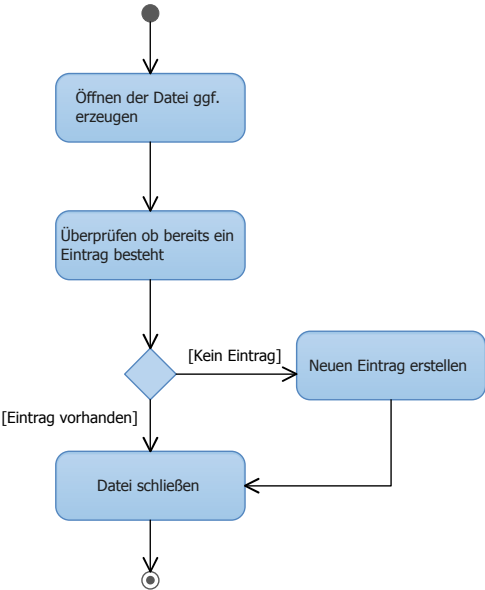 Öffnen der Datei ggf.
erzeugen
Überprüfen ob bereits ein
Eintrag besteht
[Kein Eintrag]
Neuen Eintrag erstellen
[Eintrag vorhanden]
Datei schließen